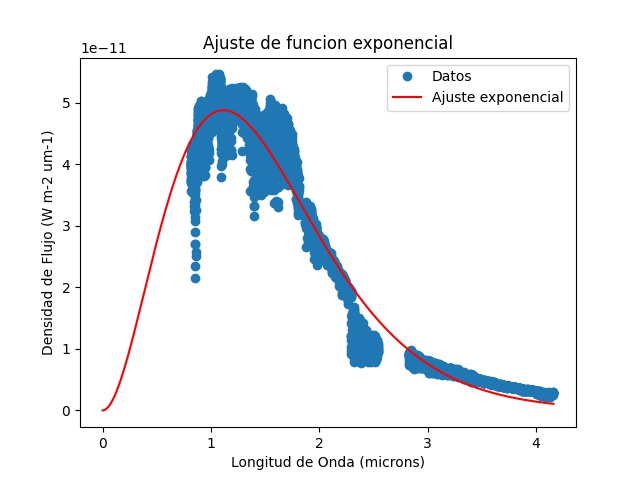 Ajuste de funcion exponencial
1e−11
Datos
Ajuste exponencial
Densidad de Flujo (W m-2 um-1)
5
4
3
2
1
0
0 1 2 3 4
Longitud de Onda (microns)